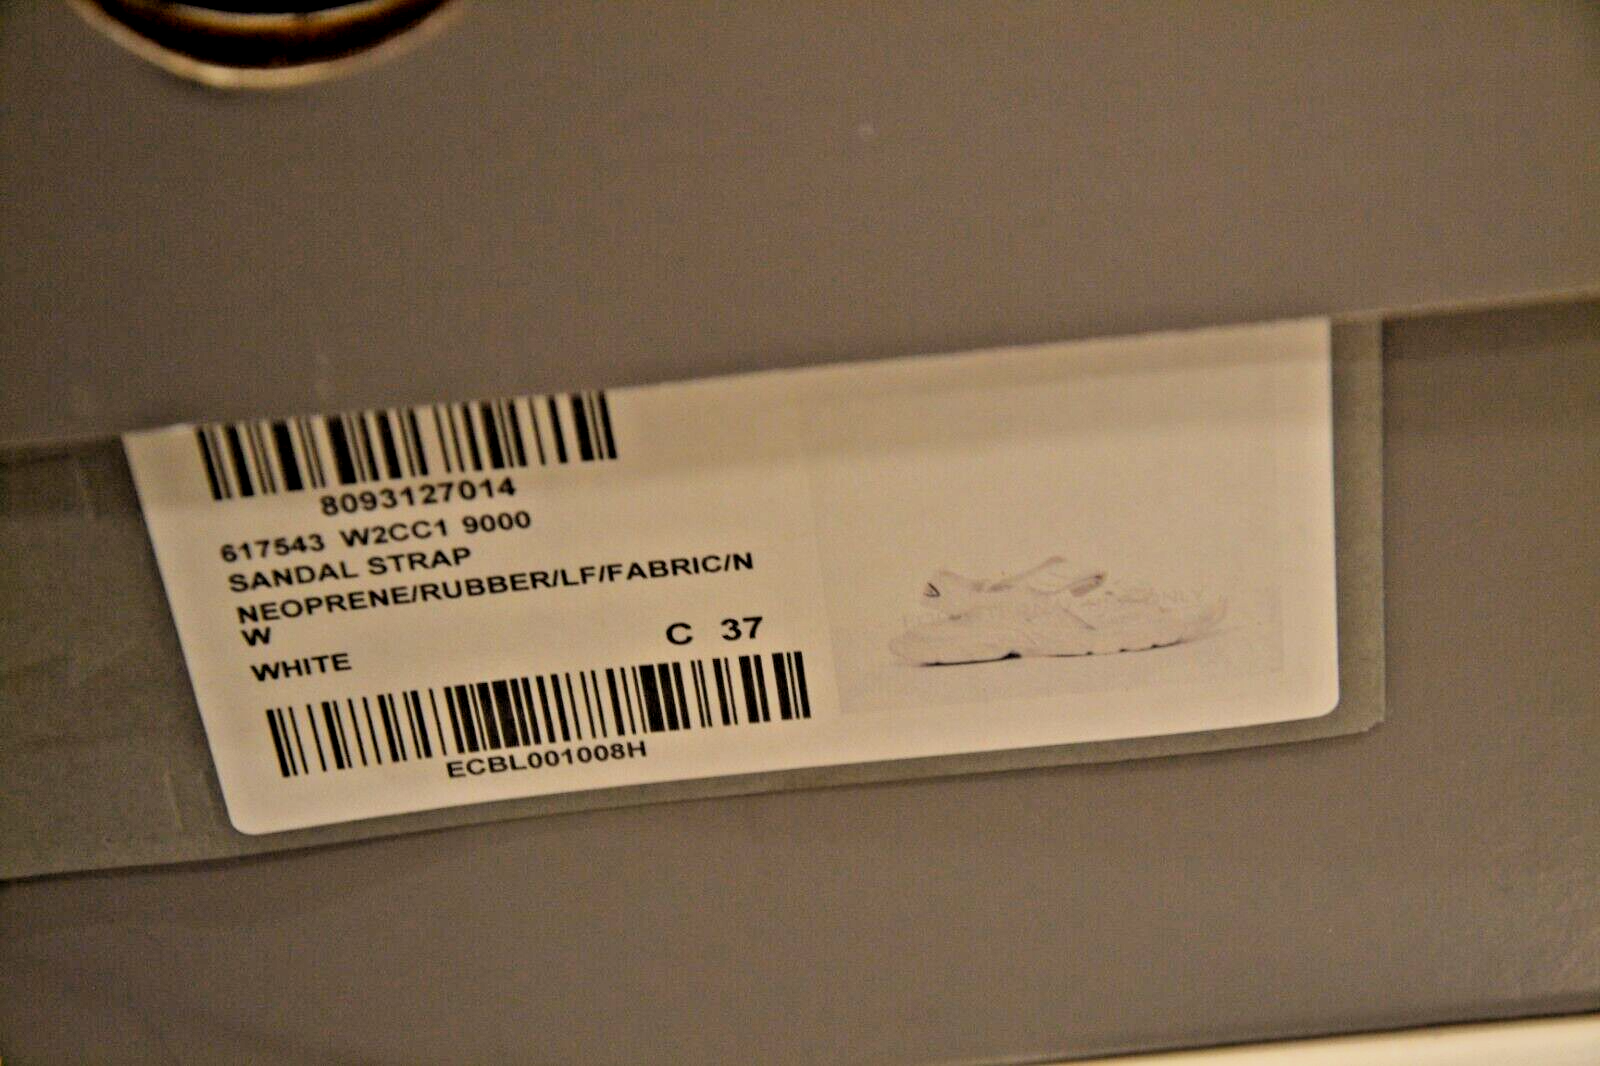 8093127014
617543 W2CC1 9000
SANDAL STRAP
NEOPRENE/RUBBER/LF/FABRIC/N
W
C 37
WHITE
ECBL001008H